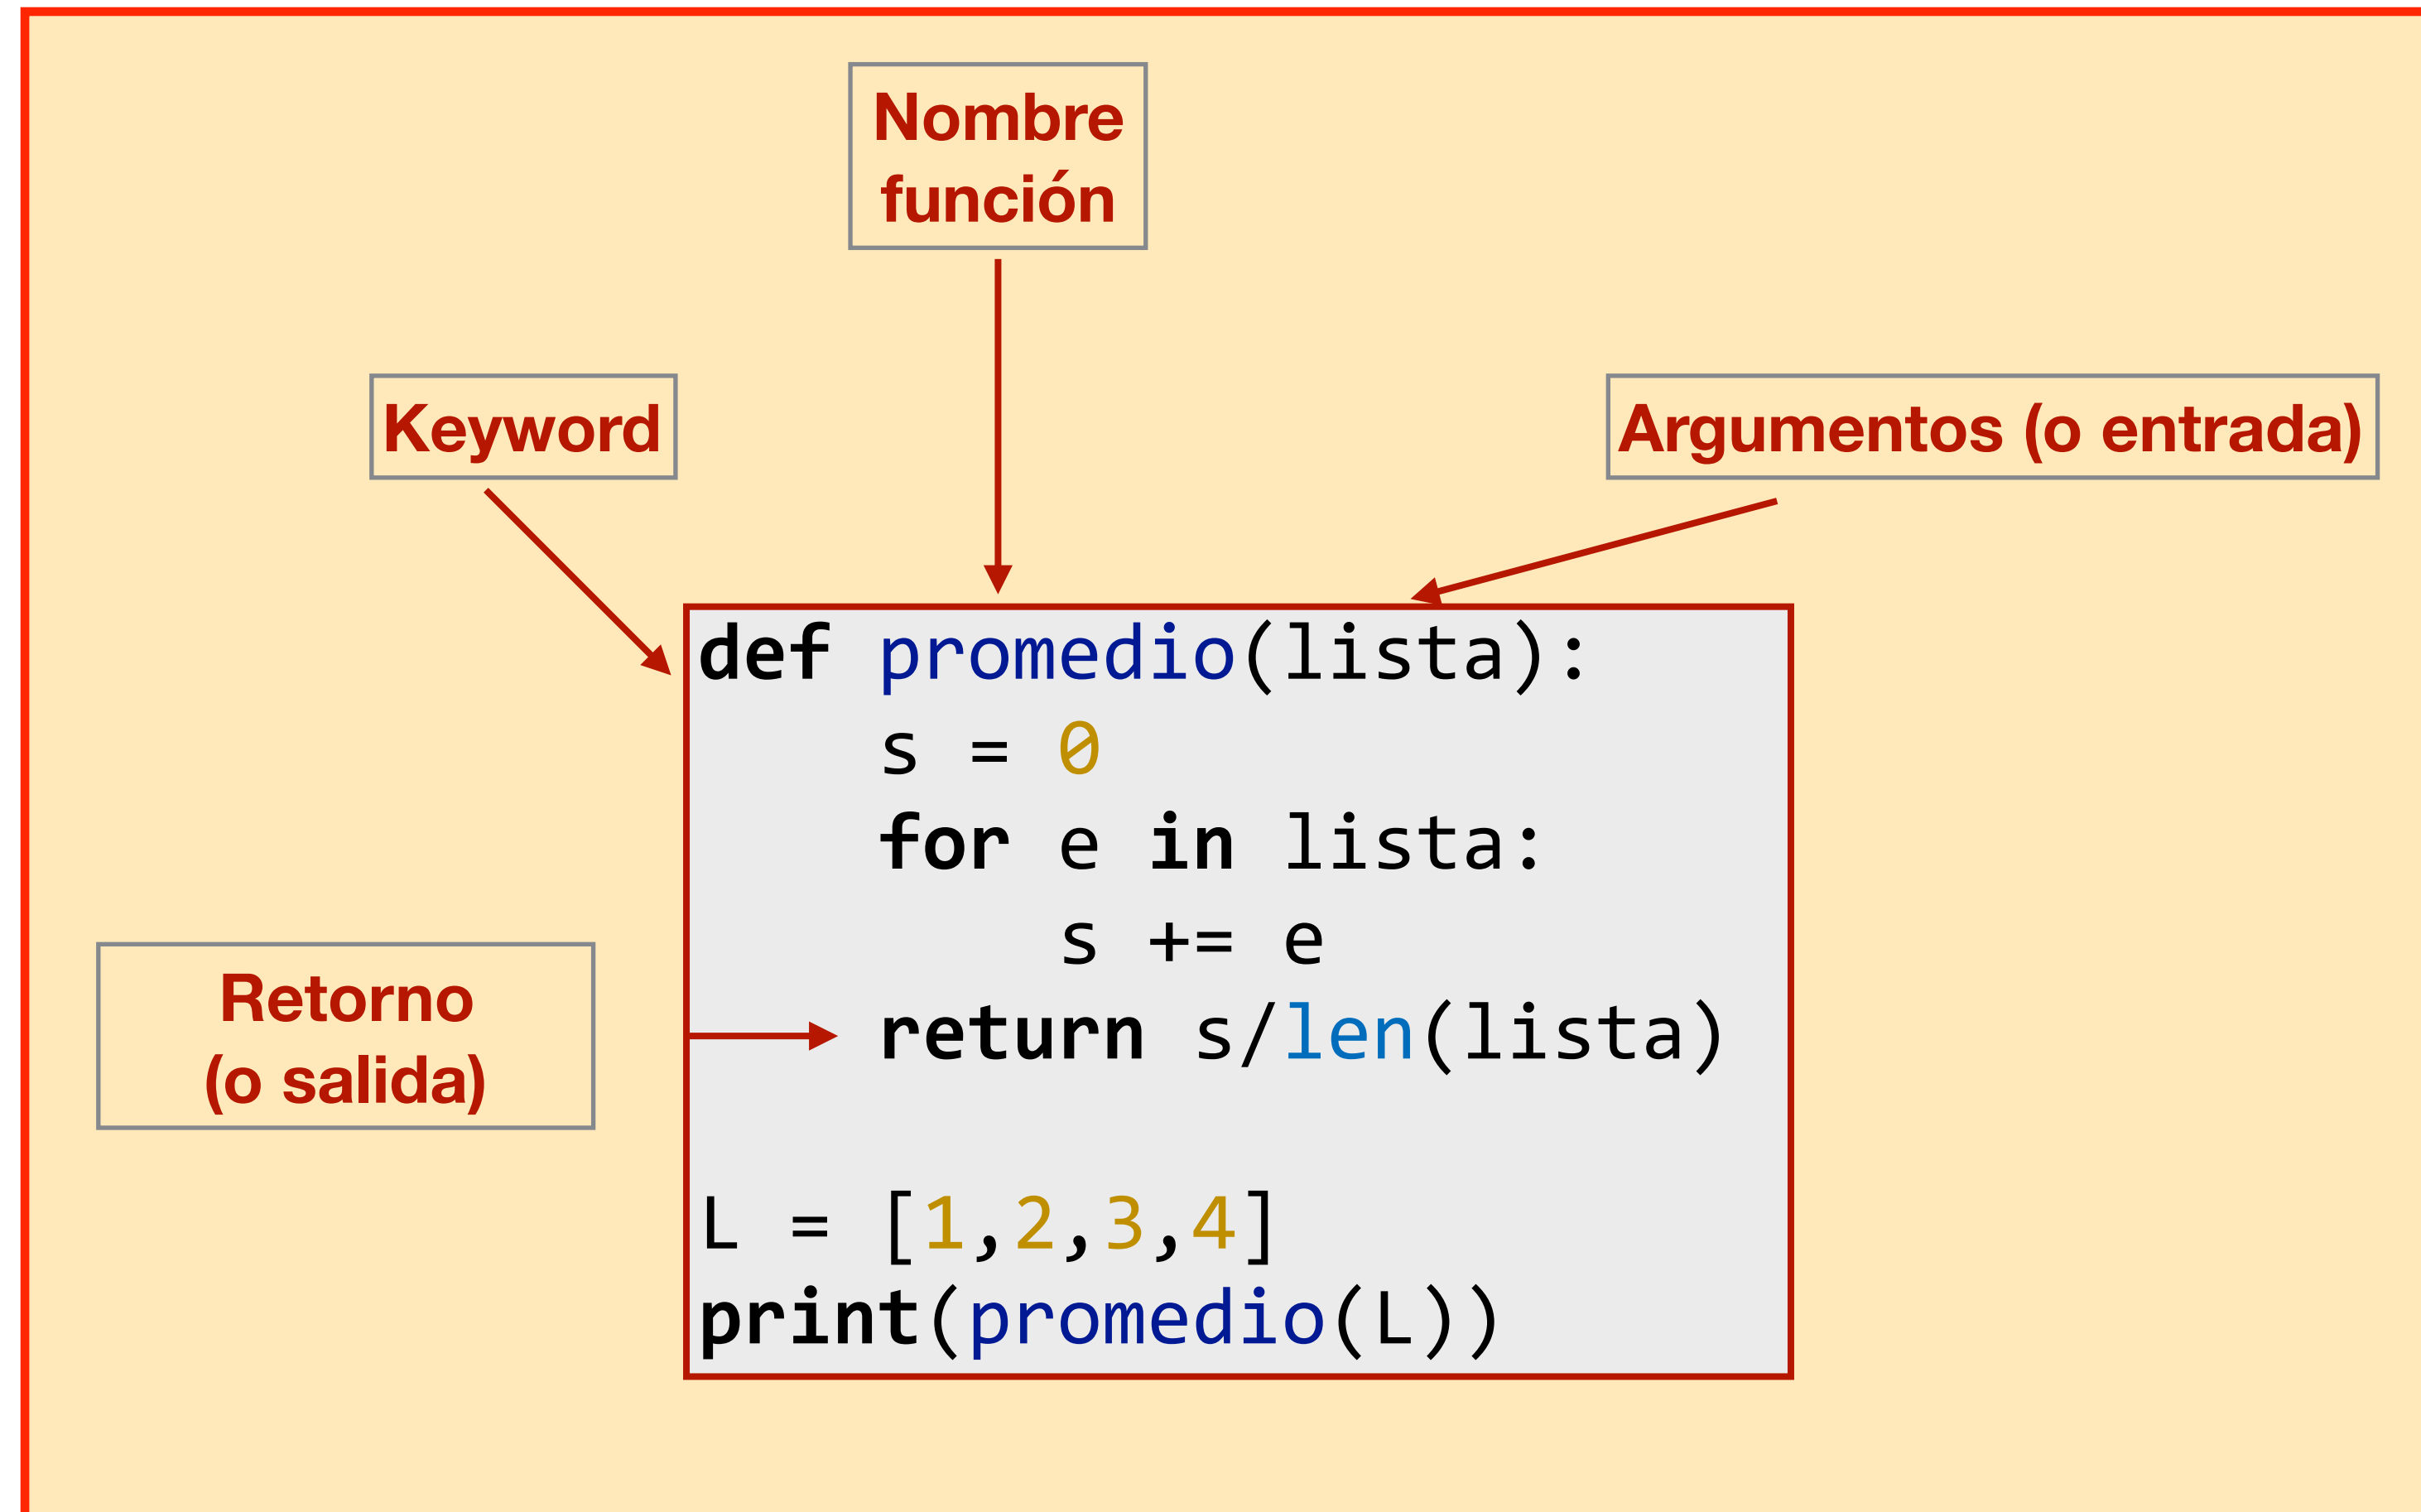 Nombre
función
Keyword
Argumentos (o entrada)
def promedio(lista):
    s = 0
    for e in lista:
        s += e
    return s/len(lista)
Retorno
(o salida)
L = [1,2,3,4]
print(promedio(L))